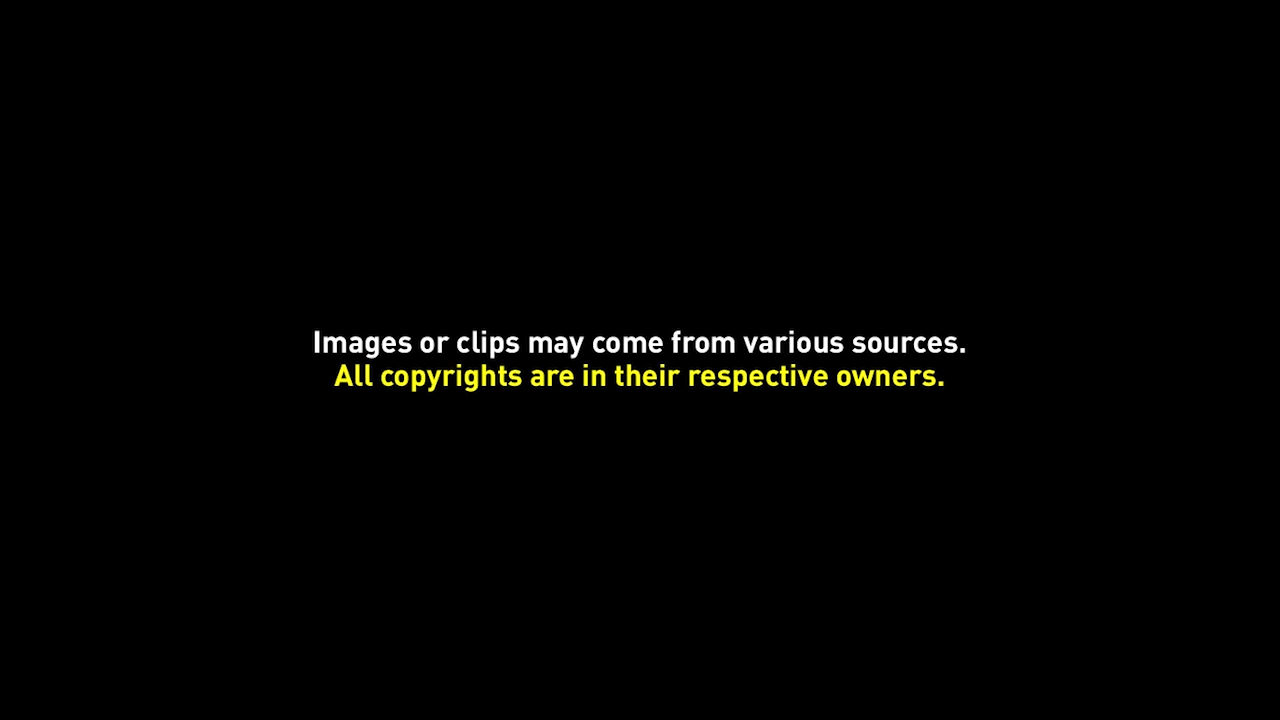 Images or clips may come from various sources.
All copyrights are in their respective owners.